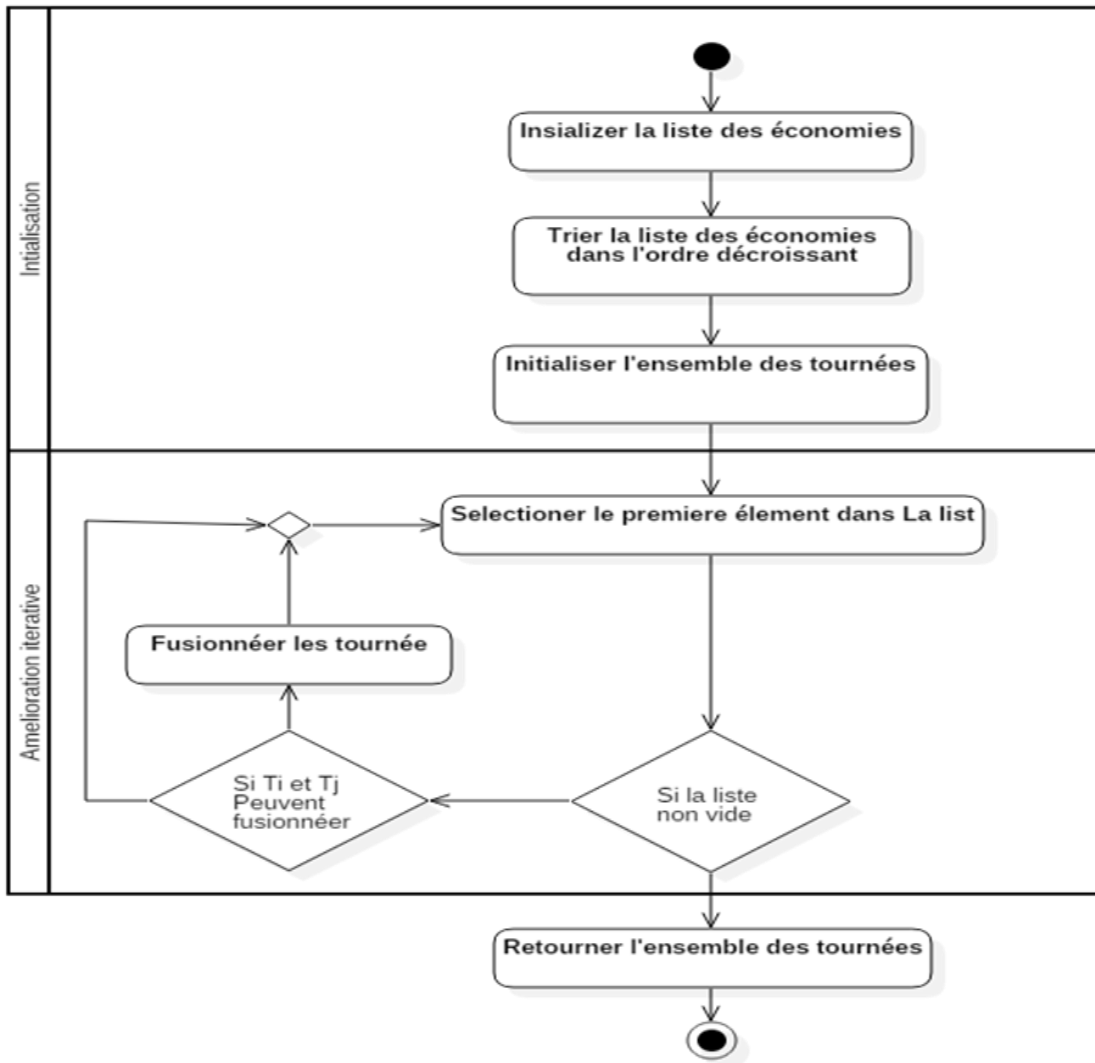 Intialisation
Insializer la liste des économies
Trier la liste des économies
dans l'ordre décroissant
Initialiser l'ensemble des tournées
Amelioration iterative
Selectioner le premiere élement dans La list
Fusionnéer les tournée
Si Ti et Tj
Peuvent
fusionnéer
Si la liste
non vide
Retourner l'ensemble des tournées